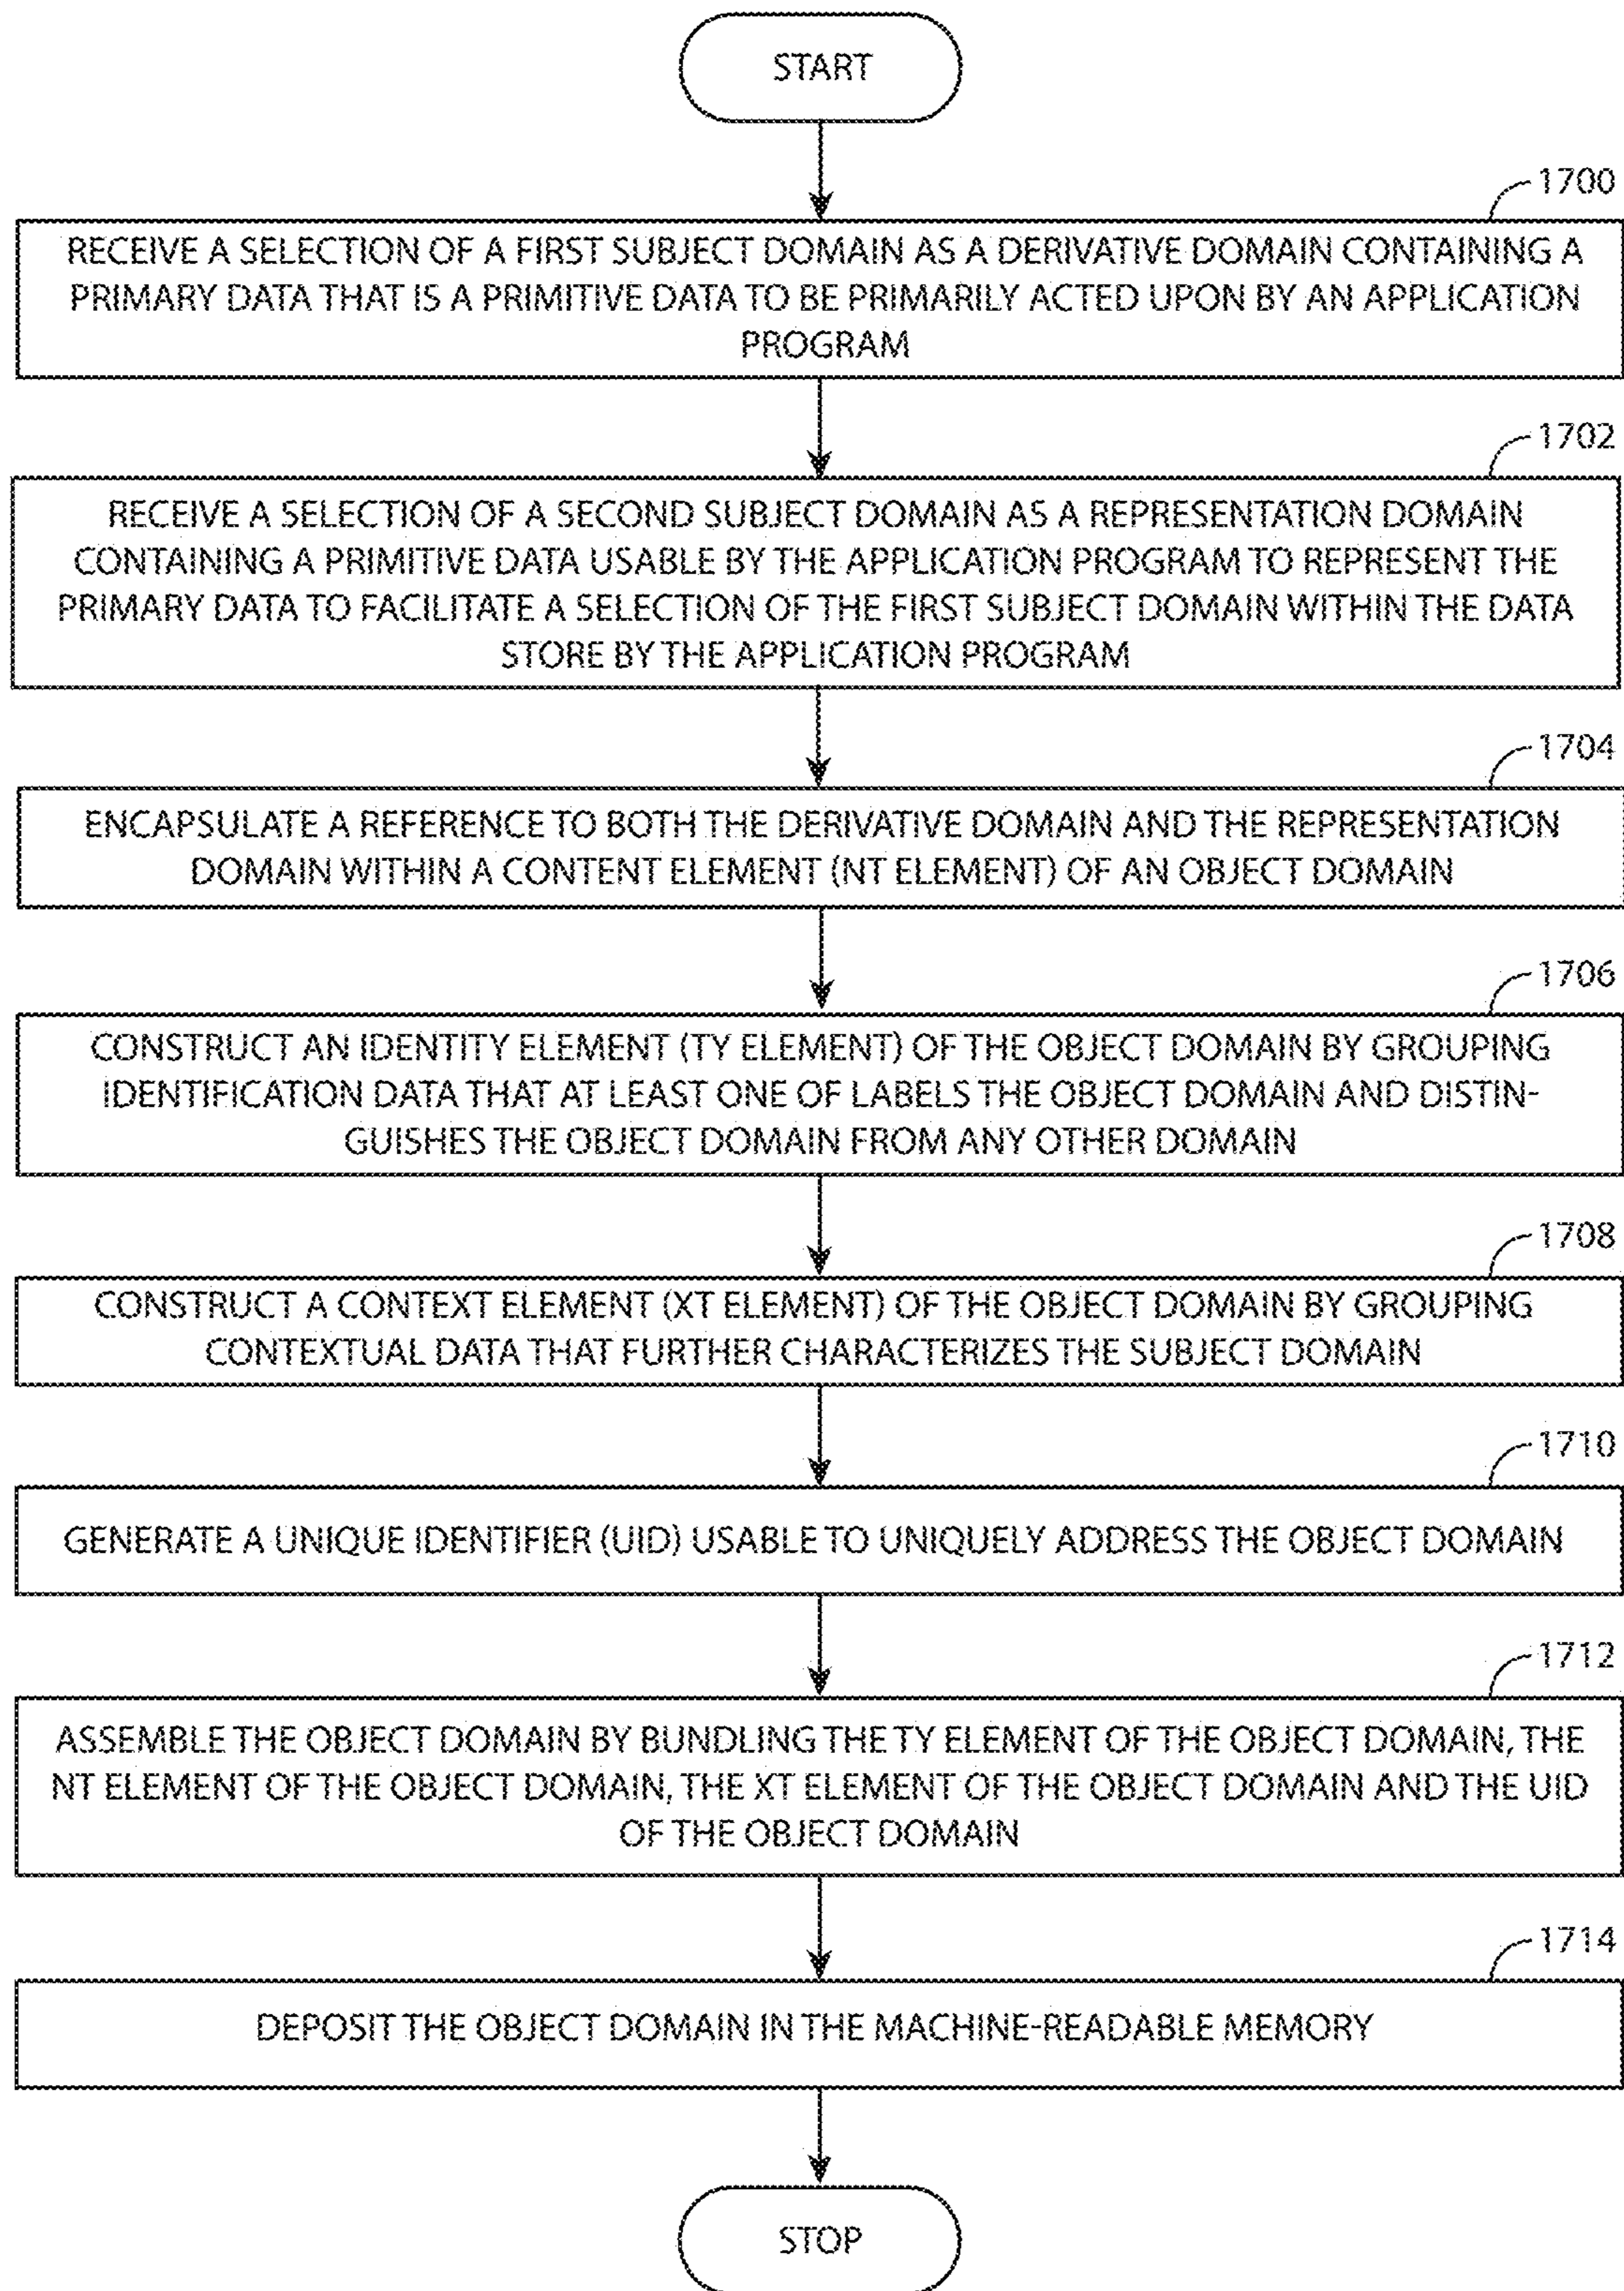 START
1700
RECEIVE A SELECTION OF A FIRST SUBJECT DOMAIN AS A DERIVATIVE DOMAIN CONTAINING A
PRIMARY DATA THAT IS A PRIMITIVE DATA TO BE PRIMARILY ACTED UPON BY AN APPLICATION
PROGRAM
1702
RECEIVE A SELECTION OF A SECOND SUBJECT DOMAIN AS A REPRESENTATION DOMAIN
CONTAINING A PRIMITIVE DATA USABLE BY THE APPLICATION PROGRAM TO REPRESENT THE
PRIMARY DATA TO FACILITATE A SELECTION OF THE FIRST SUBJECT DOMAIN WITHIN THE DATA
STORE BY THE APPLICATION PROGRAM
1704
ENCAPSULATE A REFERENCE TO BOTH THE DERIVATIVE DOMAIN AND THE REPRESENTATION
DOMAIN WITHIN A CONTENT ELEMENT (NT ELEMENT) OF AN OBJECT DOMAIN
1706
CONSTRUCT AN IDENTITY ELEMENT (TY ELEMENT) OF THE OBJECT DOMAIN BY GROUPING
IDENTIFICATION DATA THAT AT LEAST ONE OF LABELS THE OBJECT DOMAIN AND DISTIN-
GUISHES THE OBJECT DOMAIN FROM ANY OTHER DOMAIN
1708
CONSTRUCT A CONTEXT ELEMENT (XT ELEMENT) OF THE OBJECT DOMAIN BY GROUPING
CONTEXTUAL DATA THAT FURTHER CHARACTERIZES THE SUBJECT DOMAIN
1710
GENERATE A UNIQUE IDENTIFIER (UID) USABLE TO UNIQUELY ADDRESS THE OBJECT DOMAIN
1712
ASSEMBLE THE OBJECT DOMAIN BY BUNDLING THE TY ELEMENT OF THE OBJECT DOMAIN, THE
NT ELEMENT OF THE OBJECT DOMAIN, THE XT ELEMENT OF THE OBJECT DOMAIN AND THE UID
OF THE OBJECT DOMAIN
1714
DEPOSIT THE OBJECT DOMAIN IN THE MACHINE-READABLE MEMORY
STOP